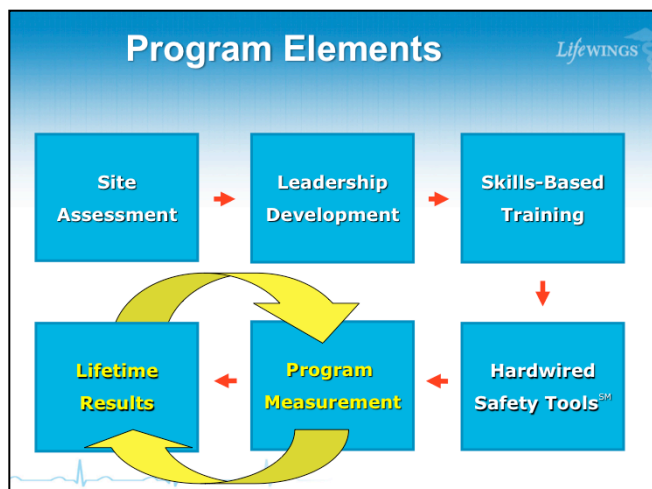 Program Elements
LifeWINGS
Site
Assessment
Leadership
Development
Skills-Based
Training
Lifetime
Results
Program
Measurement
Hardwired
Safety Tools℠